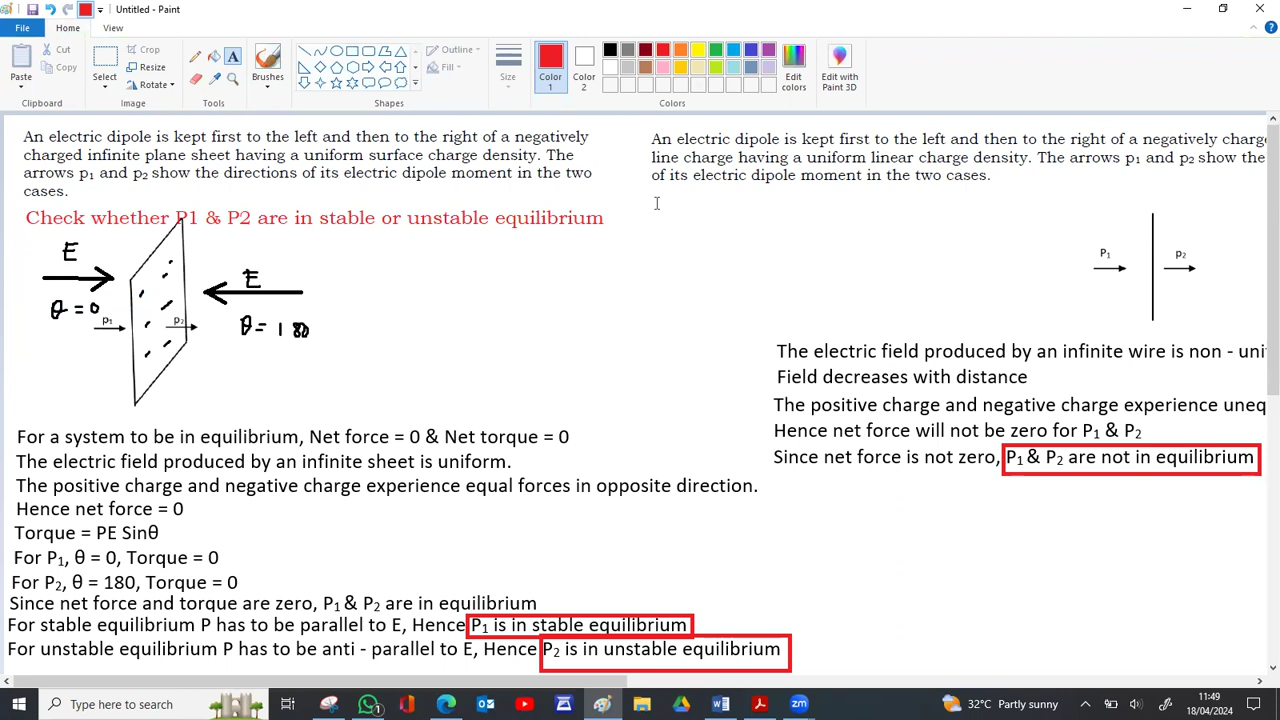 Untitled - Paint
File
Home
View
Paste
Cut
Copy
Clipboard
Select
Crop
Resize
Rotate
Image
A
Tools
Brushes
Outline
Fill
Shapes
Size
Color 1
Color 2
Edit colors
Edit with Paint 3D
Colors
An electric dipole is kept first to the left and then to the right of a negatively
charged infinite plane sheet having a uniform surface charge density. The
arrows p1 and p2 show the directions of its electric dipole moment in the two
cases.
Check whether P1 & P2 are in stable or unstable equilibrium
E
θ = 0
p₁
p₂
E
θ = 180
For a system to be in equilibrium, Net force = 0 & Net torque = 0
The electric field produced by an infinite sheet is uniform.
The positive charge and negative charge experience equal forces in opposite direction.
Hence net force = 0
Torque = PE Sinθ
For P₁, θ = 0, Torque = 0
For P₂, θ = 180, Torque = 0
Since net force and torque are zero, P₁ & P₂ are in equilibrium
For stable equilibrium P has to be parallel to E, Hence P₁ is in stable equilibrium
For unstable equilibrium P has to be anti - parallel to E, Hence P₂ is in unstable equilibrium
An electric dipole is kept first to the left and then to the right of a negatively charge
line charge having a uniform linear charge density. The arrows p₁ and p₂ show the
of its electric dipole moment in the two cases.
P₁
p₂
The electric field produced by an infinite wire is non - uni
Field decreases with distance
The positive charge and negative charge experience uneq
Hence net force will not be zero for P₁ & P₂
Since net force is not zero, P₁ & P₂ are not in equilibrium
Type here to search
32°C Partly sunny
11:49
18/04/2024